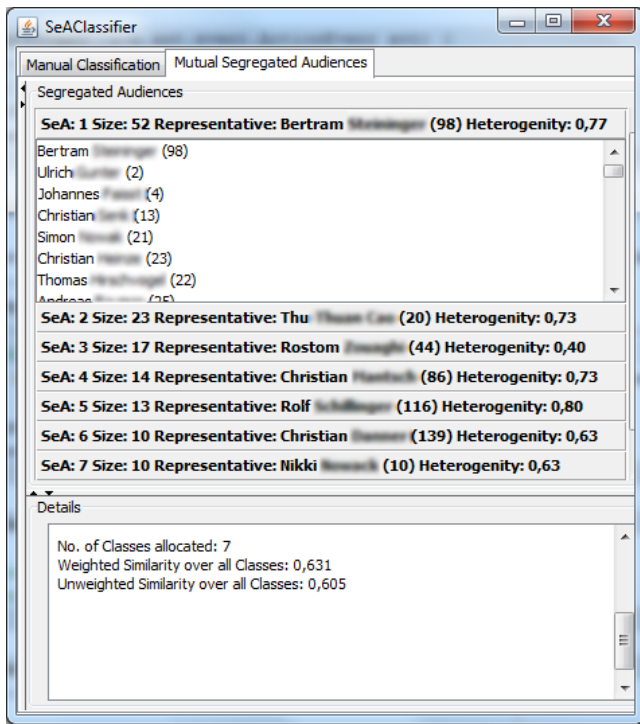 SeAClassifier
Manual Classification Mutual Segregated Audiences
Segregated Audiences
SeA: 1 Size: 52 Representative: Bertram (98) Heterogenity: 0,77
Bertram (98)
Ulrich (2)
Johannes (4)
Christian (13)
Simon (21)
Christian (23)
Thomas (22)
SeA: 2 Size: 23 Representative: Thu (20) Heterogenity: 0,73
SeA: 3 Size: 17 Representative: Rostom (44) Heterogenity: 0,40
SeA: 4 Size: 14 Representative: Christian (86) Heterogenity: 0,73
SeA: 5 Size: 13 Representative: Rolf (116) Heterogenity: 0,80
SeA: 6 Size: 10 Representative: Christian (139) Heterogenity: 0,63
SeA: 7 Size: 10 Representative: Nikki (10) Heterogenity: 0,63
Details
No. of Classes allocated: 7
Weighted Similarity over all Classes: 0,631
Unweighted Similarity over all Classes: 0,605